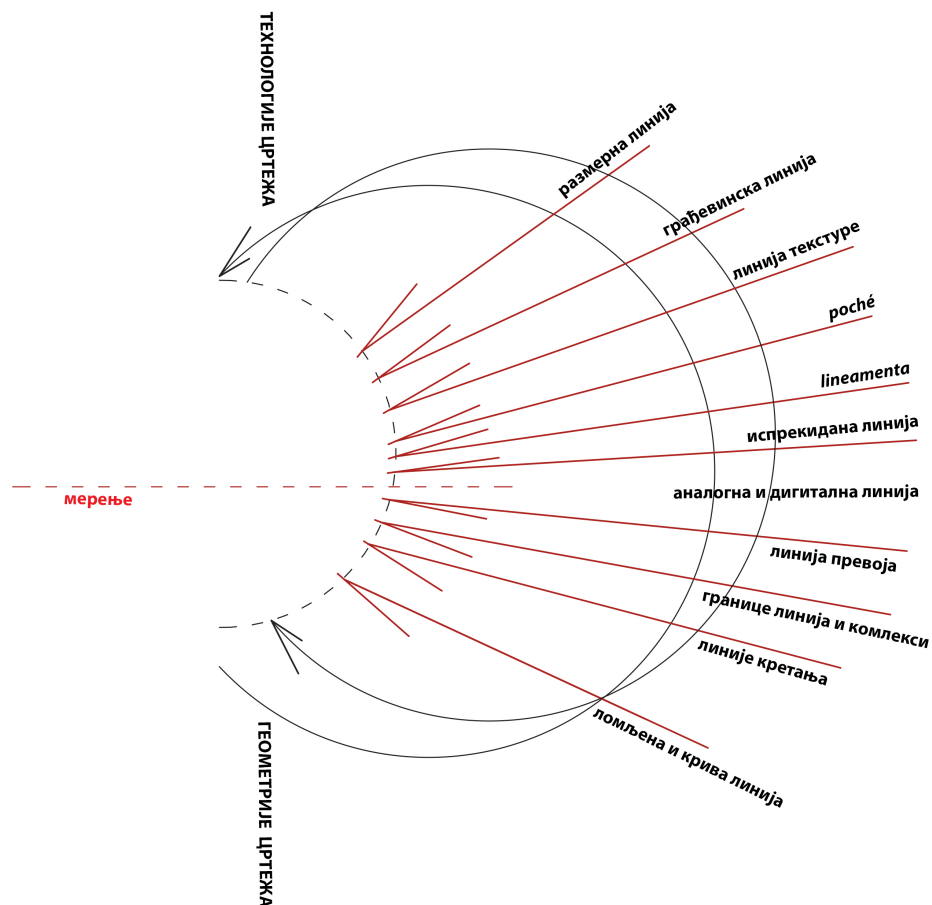 ТЕХНОЛОГИЈЕ ЦРТЕЖА
размерна линија
грађевинска линија
линија текстуре
poché
lineamenta
испрекидана линија
аналогна и дигитална линија
мерење
линија превоја
границе линија и комлекси
линије кретања
ломљена и крива линија
ГЕОМЕТРИЈЕ ЦРТЕЖА